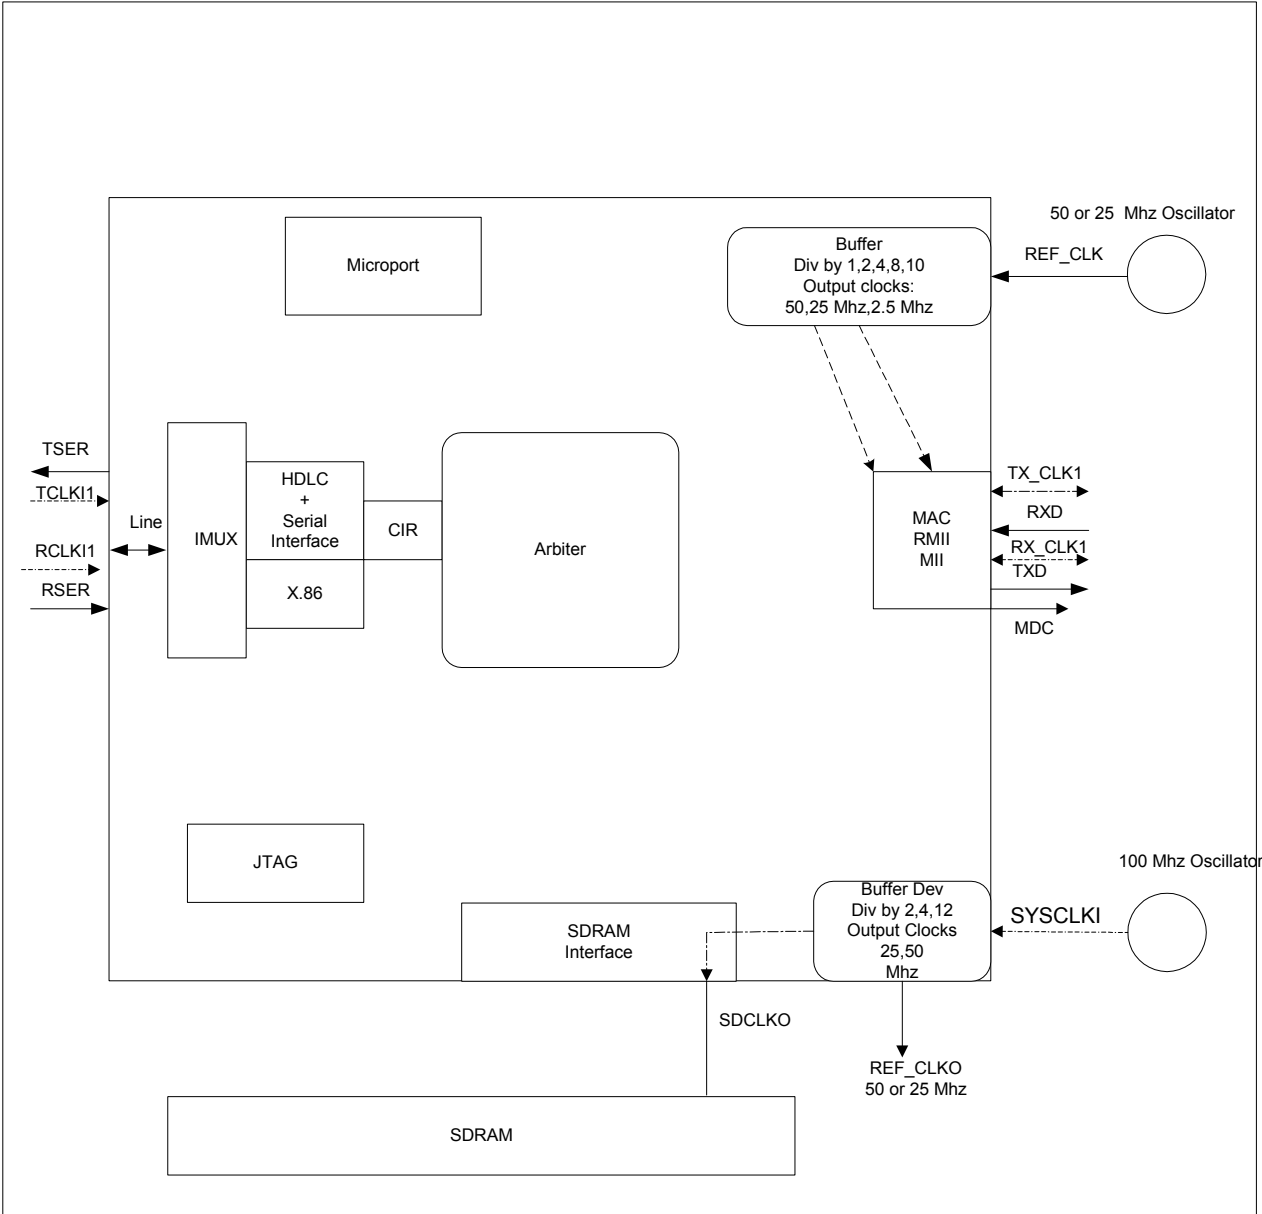 50 or 25  Mhz Oscillator
REF_CLK
Buffer
Div by 1,2,4,8,10
Output clocks:
50,25 Mhz,2.5 Mhz
Microport
TSER
TCLKI1
Line
RCLKI1
RSER
IMUX
HDLC
+
Serial
Interface
X.86
CIR
Arbiter
MAC
RMII
MII
TX_CLK1
RXD
RX_CLK1
TXD
MDC
JTAG
SDRAM
Interface
Buffer Dev
Div by 2,4,12
Output Clocks
25,50
Mhz
100 Mhz Oscillator
SYSCLKI
SDCLKO
REF_CLKO
50 or 25 Mhz
SDRAM